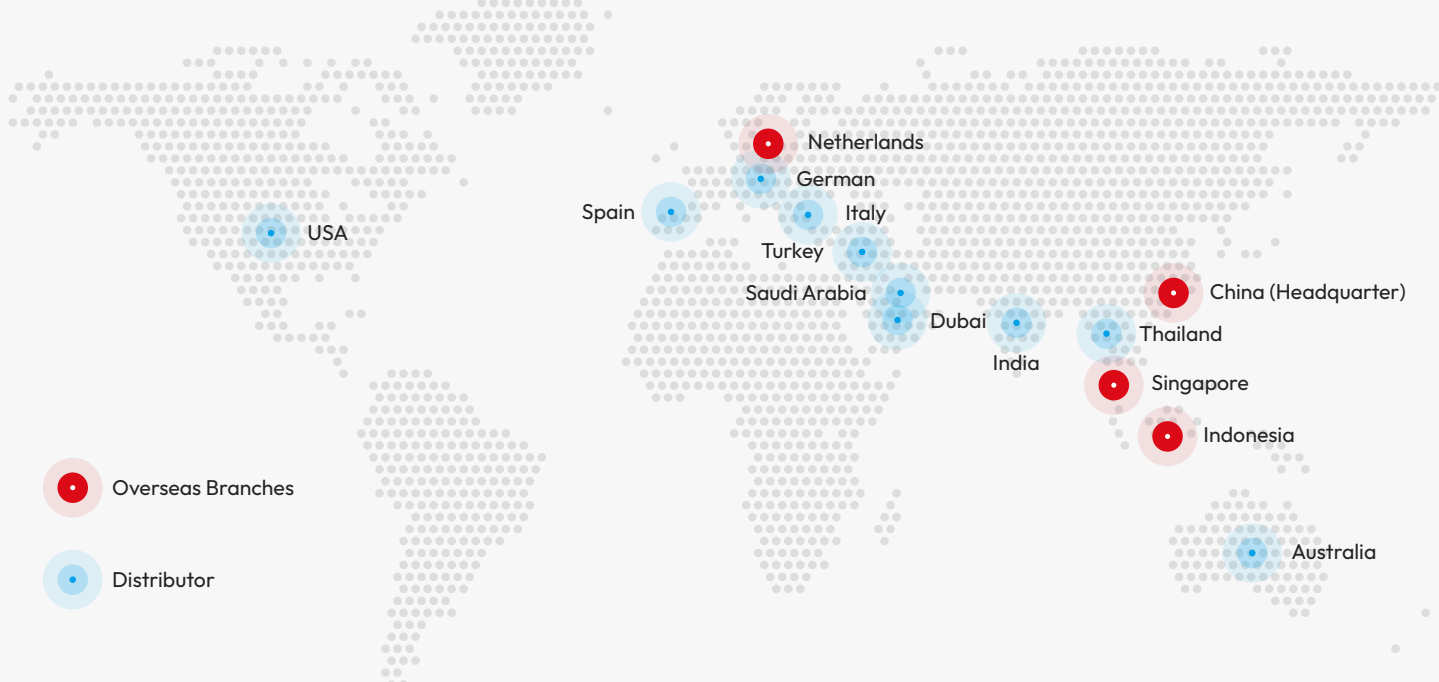 Netherlands
German
Spain
Italy
USA
Turkey
Saudi Arabia
China (Headquarter)
Dubai
Thailand
India
Singapore
Indonesia
Overseas Branches
Australia
Distributor